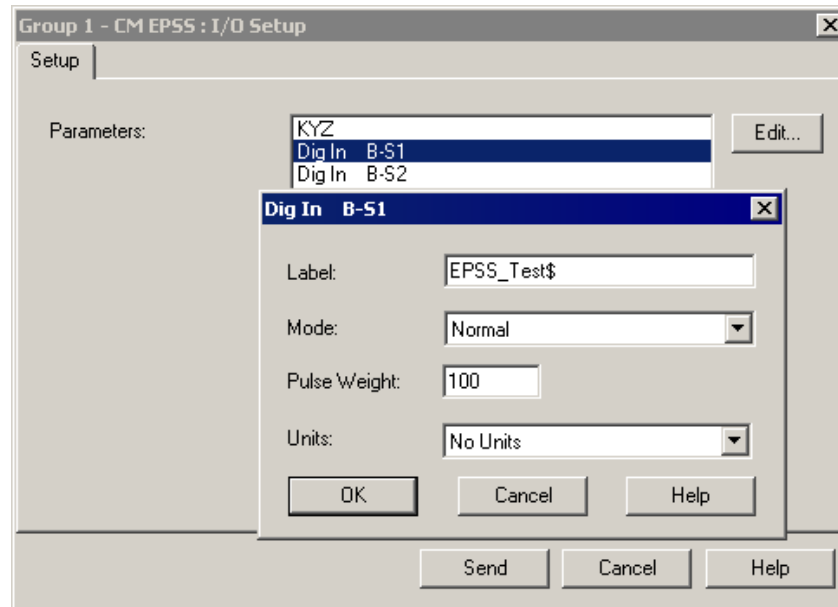 Group 1 - CM EPSS : I/O Setup
Setup
Parameters:
KYZ
Dig In B-S1
Dig In B-S2
Edit...
Dig In B-S1
Label:
EPSS_Test$
Mode:
Normal
Pulse Weight:
100
Units:
No Units
OK Cancel Help
Send Cancel Help